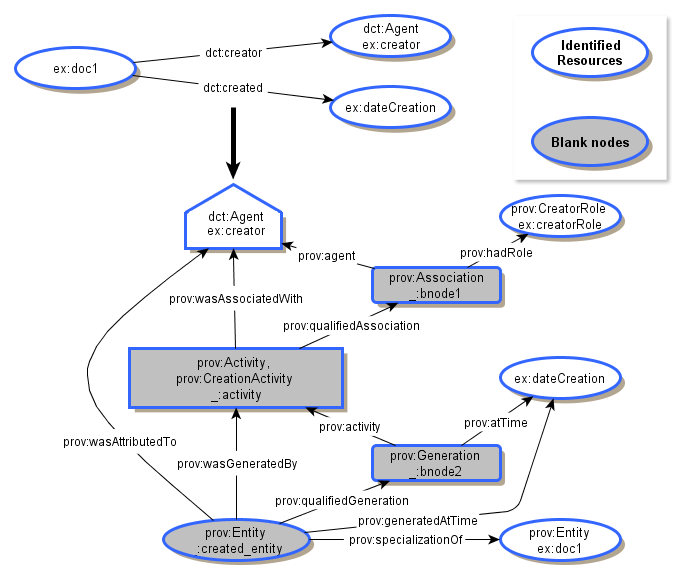 dct:Agent
ex:creator
Identified
Resources
dct:creator
ex:doc1
dct:created
ex:dateCreation
Blank nodes
dct:Agent
ex:creator
prov:CreatorRole
ex:creatorRole
prov:agent
prov:hadRole
prov:Association
_:bnode1
prov:wasAssociatedWith
prov:qualifiedAssociation
prov:Activity,
prov:CreationActivity
_:activity
ex:dateCreation
prov:activity
prov:atTime
prov:wasAttributedTo
prov:wasGeneratedBy
prov:Generation
_:bnode2
prov:qualifiedGeneration
prov:generatedAtTime
prov:Entity
_:created_entity
prov:specializationOf
prov:Entity
ex:doc1